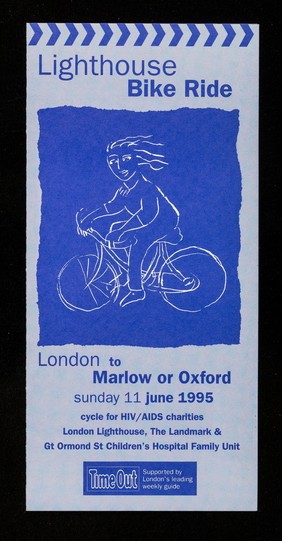 Lighthouse
Bike Ride
London to
Marlow or Oxford
sunday 11 june 1995
cycle for HIV/AIDS charities
London Lighthouse, The Landmark &
Gt Ormond St Children's Hospital Family Unit
Time Out
Supported by
London's leading
weekly guide